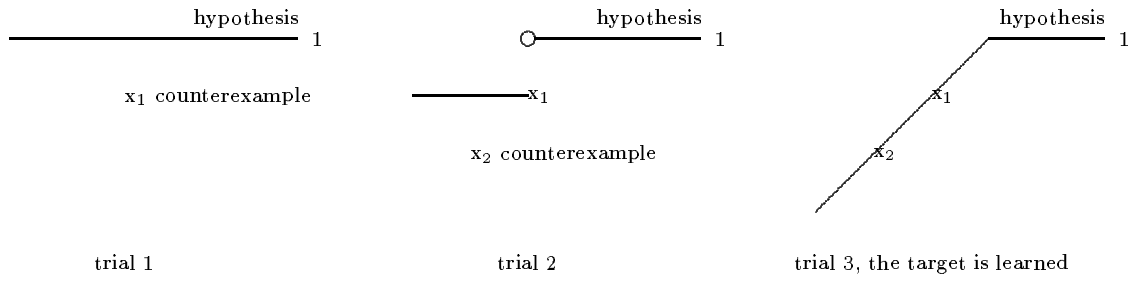 hypothesis
1
x₁ counterexample
trial 1
hypothesis
1
x₁
x₂ counterexample
trial 2
hypothesis
1
x₁
x₂
trial 3, the target is learned